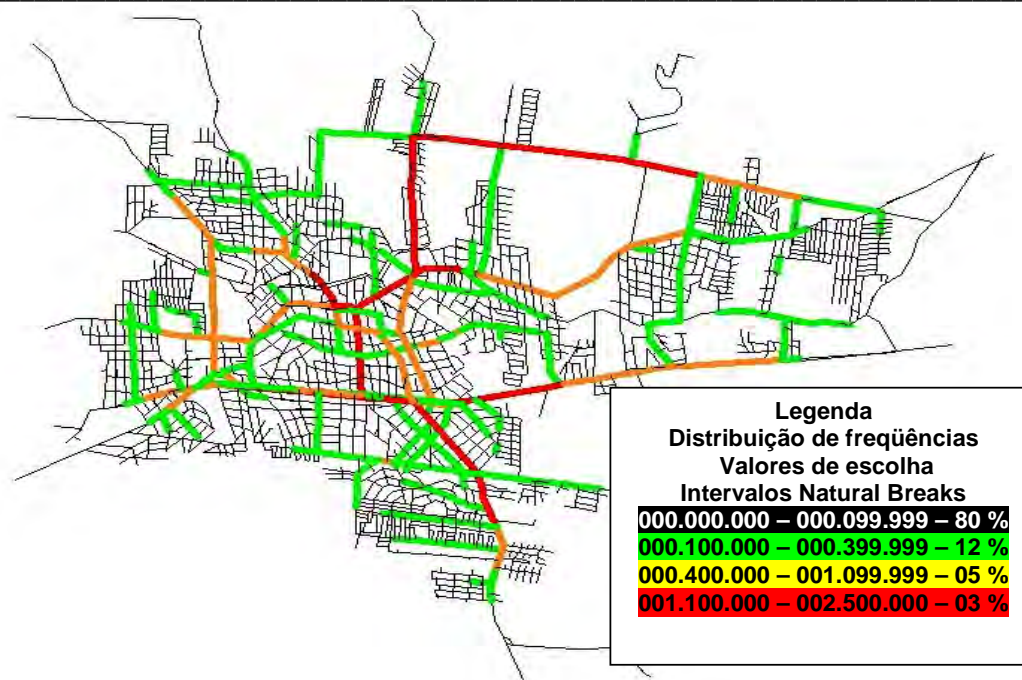 Legenda
Distribuição de freqüências
Valores de escolha
Intervalos Natural Breaks
000.000.000 – 000.099.999 – 80 %
000.100.000 – 000.399.999 – 12 %
000.400.000 – 001.099.999 – 05 %
001.100.000 – 002.500.000 – 03 %